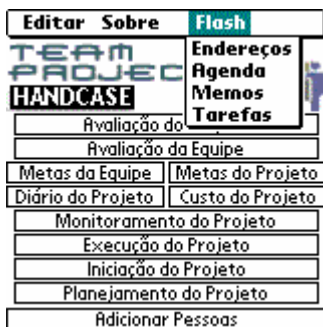 Editar Sobre Flash
Endereços
Agenda
Memos
Tarefas
TEAM
PROJEC
HANDCASE
Avaliação do
Avaliação da Equipe
Metas da Equipe Metas do Projeto
Diário do Projeto Custo do Projeto
Monitoramento do Projeto
Execução do Projeto
Iniciação do Projeto
Planejamento do Projeto
Adicionar Pessoas